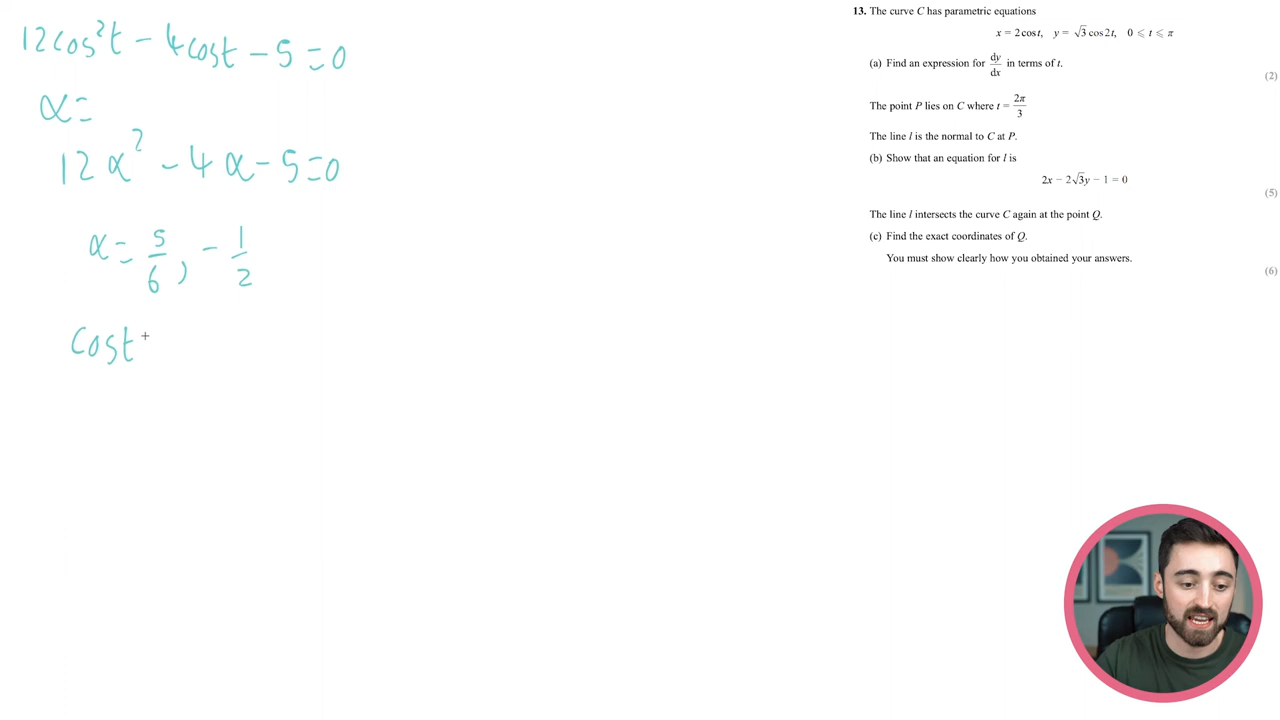 12cos²t - 4cost - 5 = 0
α =
12α² - 4α - 5 = 0
α = 5/6, -1/2
cost
13. The curve C has parametric equations
x = 2 cos t, y = √3 cos 2t, 0 ⩽ t ⩽ π
(a) Find an expression for dy/dx in terms of t.
(2)
The point P lies on C where t = 2π/3
The line l is the normal to C at P.
(b) Show that an equation for l is
2x − 2√3y − 1 = 0
(5)
The line l intersects the curve C again at the point Q.
(c) Find the exact coordinates of Q.
You must show clearly how you obtained your answers.
(6)